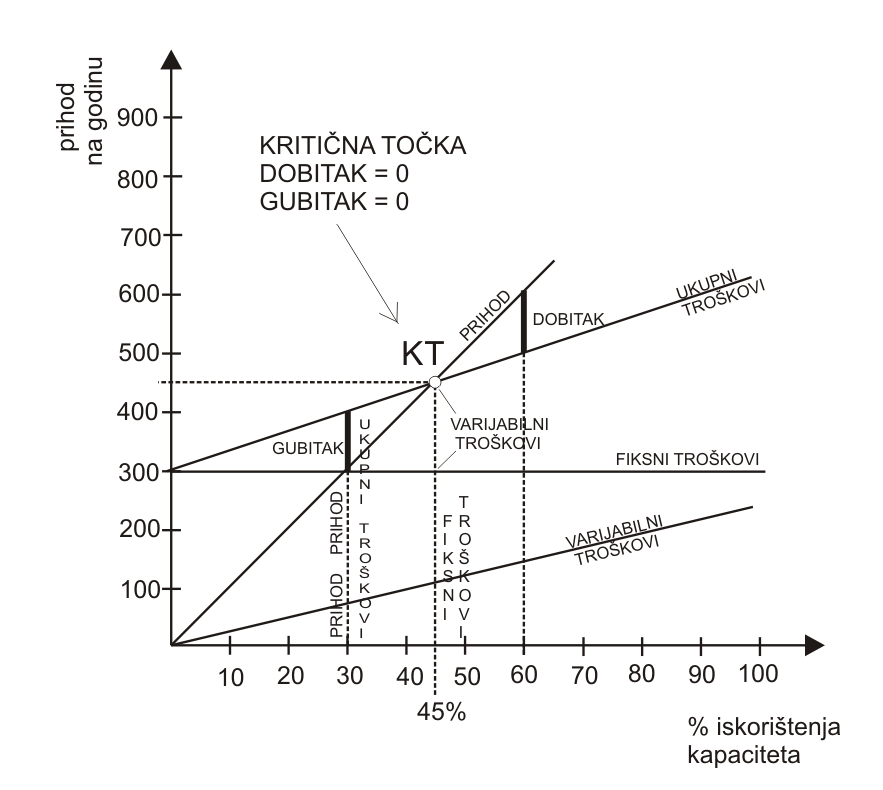 prihod
na godinu
900
800
700
600
500
400
300
200
100
KRITIČNA TOČKA
DOBITAK = 0
GUBITAK = 0
KT
PRIHOD
DOBITAK
UKUPNI
TROŠKOVI
GUBITAK
VARIJABILNI
TROŠKOVI
FIKSNI TROŠKOVI
PRIHOD PRIHOD
UKUPNI TROŠKOVI
FIKSNI
TROŠKOVI
VARIJABILNI
TROŠKOVI
10 20 30 40 50 60 70 80 90 100
45%
% iskorištenja
kapaciteta